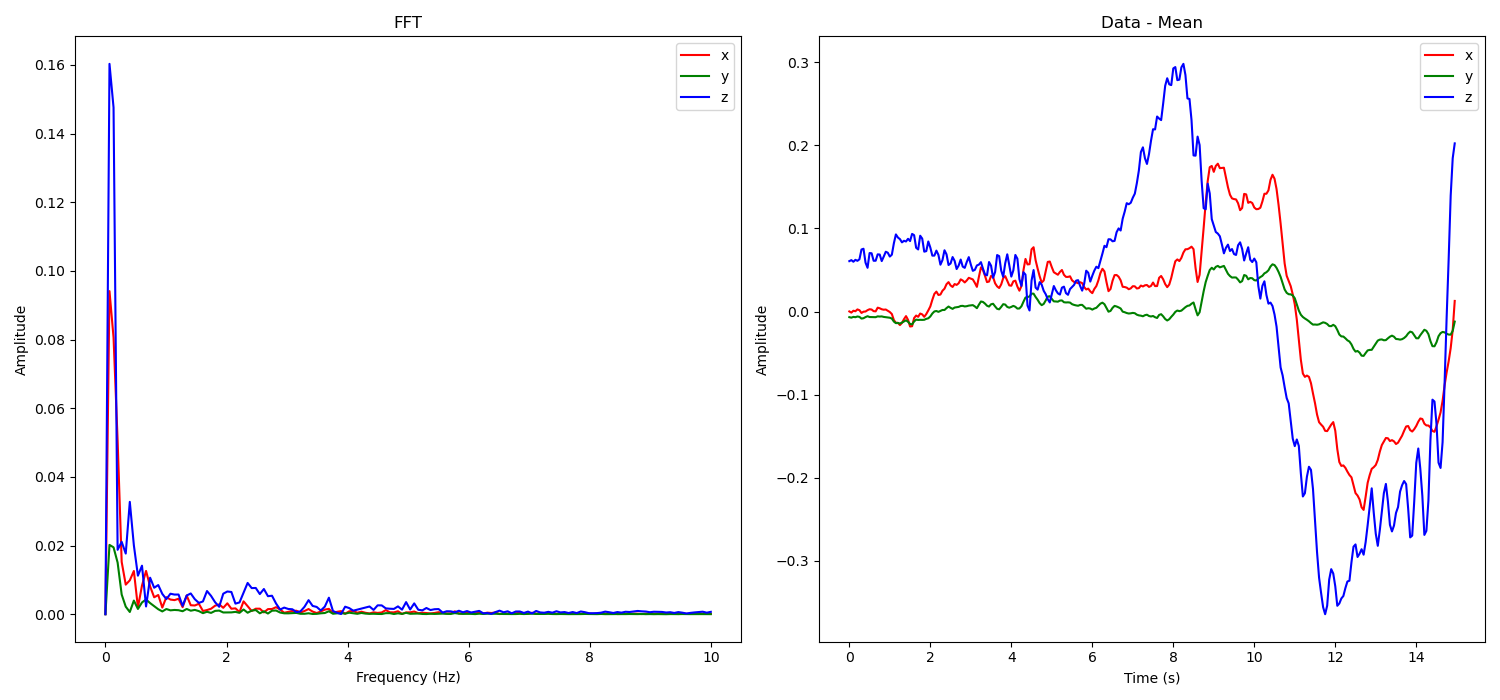 FFT
Amplitude
0.16
0.14
0.12
0.10
0.08
0.06
0.04
0.02
0.00
0
2
4
6
8
10
Frequency (Hz)
x
y
z
Data - Mean
Amplitude
0.3
0.2
0.1
0.0
−0.1
−0.2
−0.3
0
2
4
6
8
10
12
14
Time (s)
x
y
z